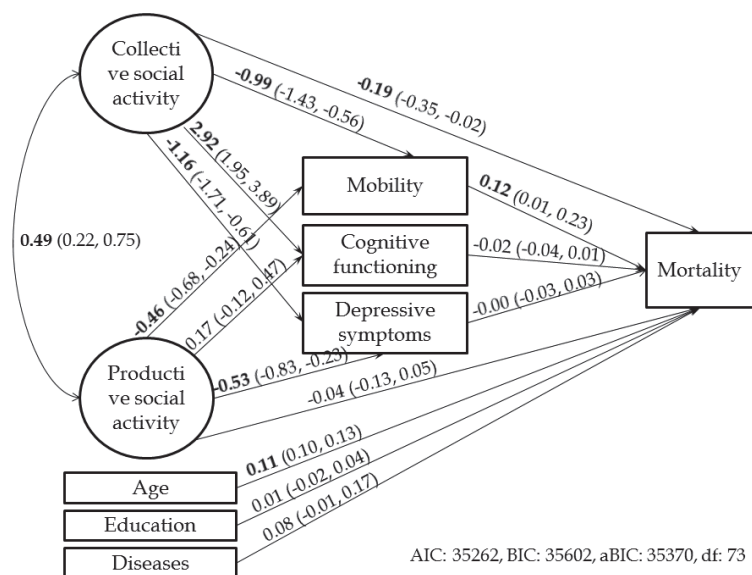 Collecti
ve social
activity
-0.19 (-0.35, -0.02)
-0.99 (-1.43, -0.56)
2.92 (1.95, 3.89)
-1.16 (-1.71, -0.61)
Mobility
0.12 (0.01, 0.23)
0.49 (0.22, 0.75)
Cognitive
functioning
-0.02 (-0.04, 0.01)
Mortality
-0.46 (-0.68, -0.24)
0.17 (-0.12, 0.47)
Depressive
symptoms
-0.00 (-0.03, 0.03)
Producti
ve social
activity
-0.53 (-0.83, -0.23)
-0.04 (-0.13, 0.05)
Age
0.11 (0.10, 0.13)
Education
0.01 (-0.02, 0.04)
Diseases
0.08 (-0.01, 0.17)
AIC: 35262, BIC: 35602, aBIC: 35370, df: 73